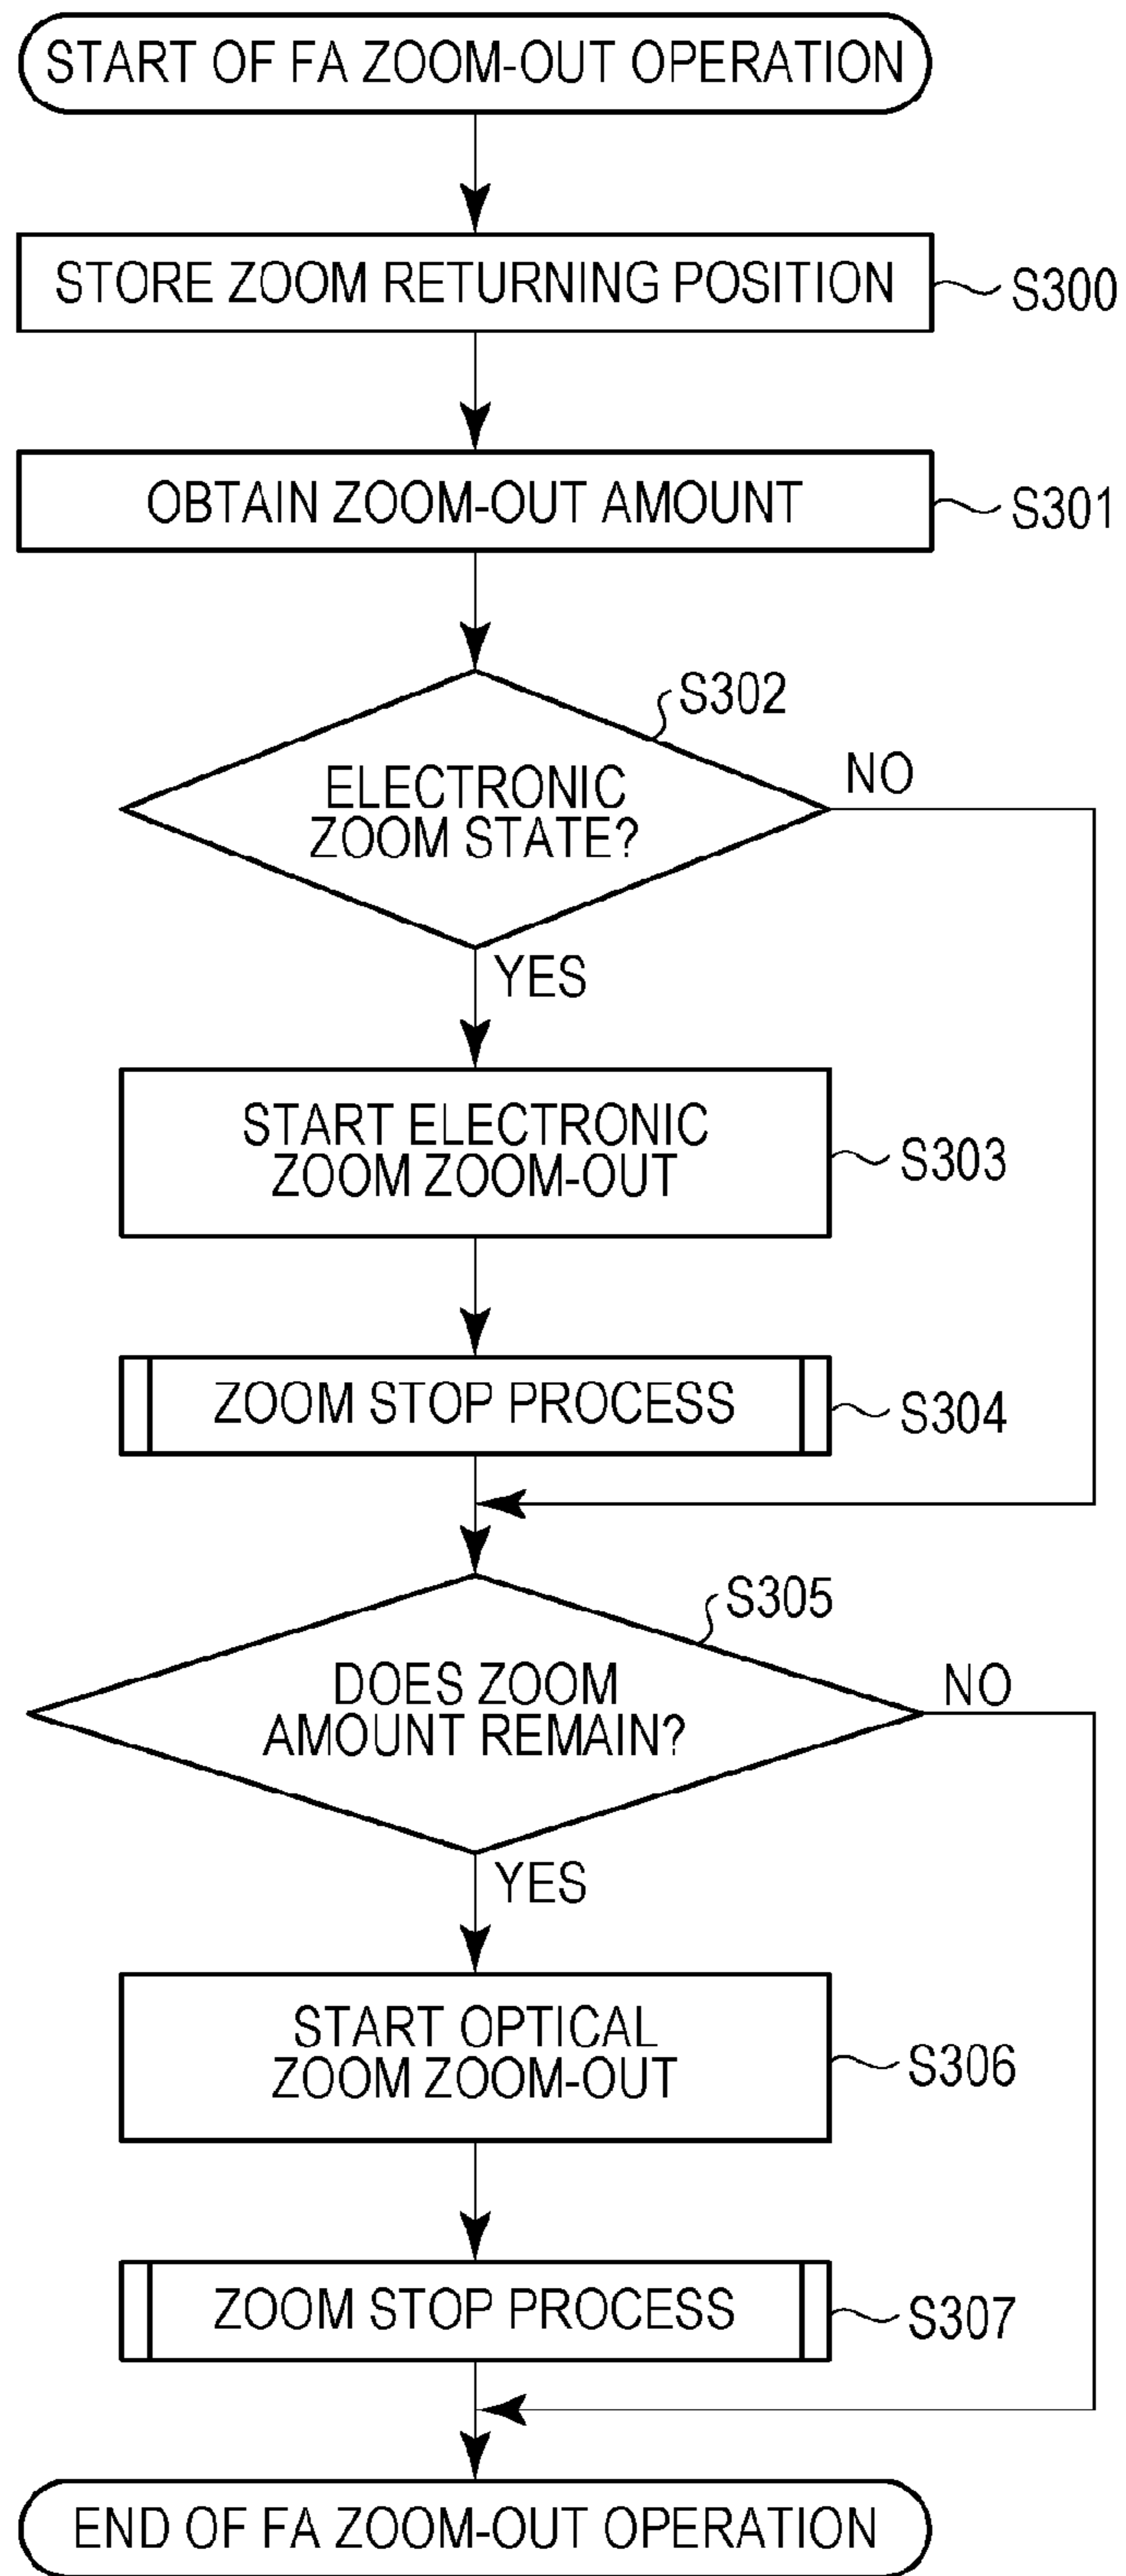 START OF FA ZOOM-OUT OPERATION
STORE ZOOM RETURNING POSITION
S300
OBTAIN ZOOM-OUT AMOUNT
S301
S302
ELECTRONIC
ZOOM STATE?
NO
YES
START ELECTRONIC
ZOOM ZOOM-OUT
S303
ZOOM STOP PROCESS
S304
S305
DOES ZOOM
AMOUNT REMAIN?
NO
YES
START OPTICAL
ZOOM ZOOM-OUT
S306
ZOOM STOP PROCESS
S307
END OF FA ZOOM-OUT OPERATION